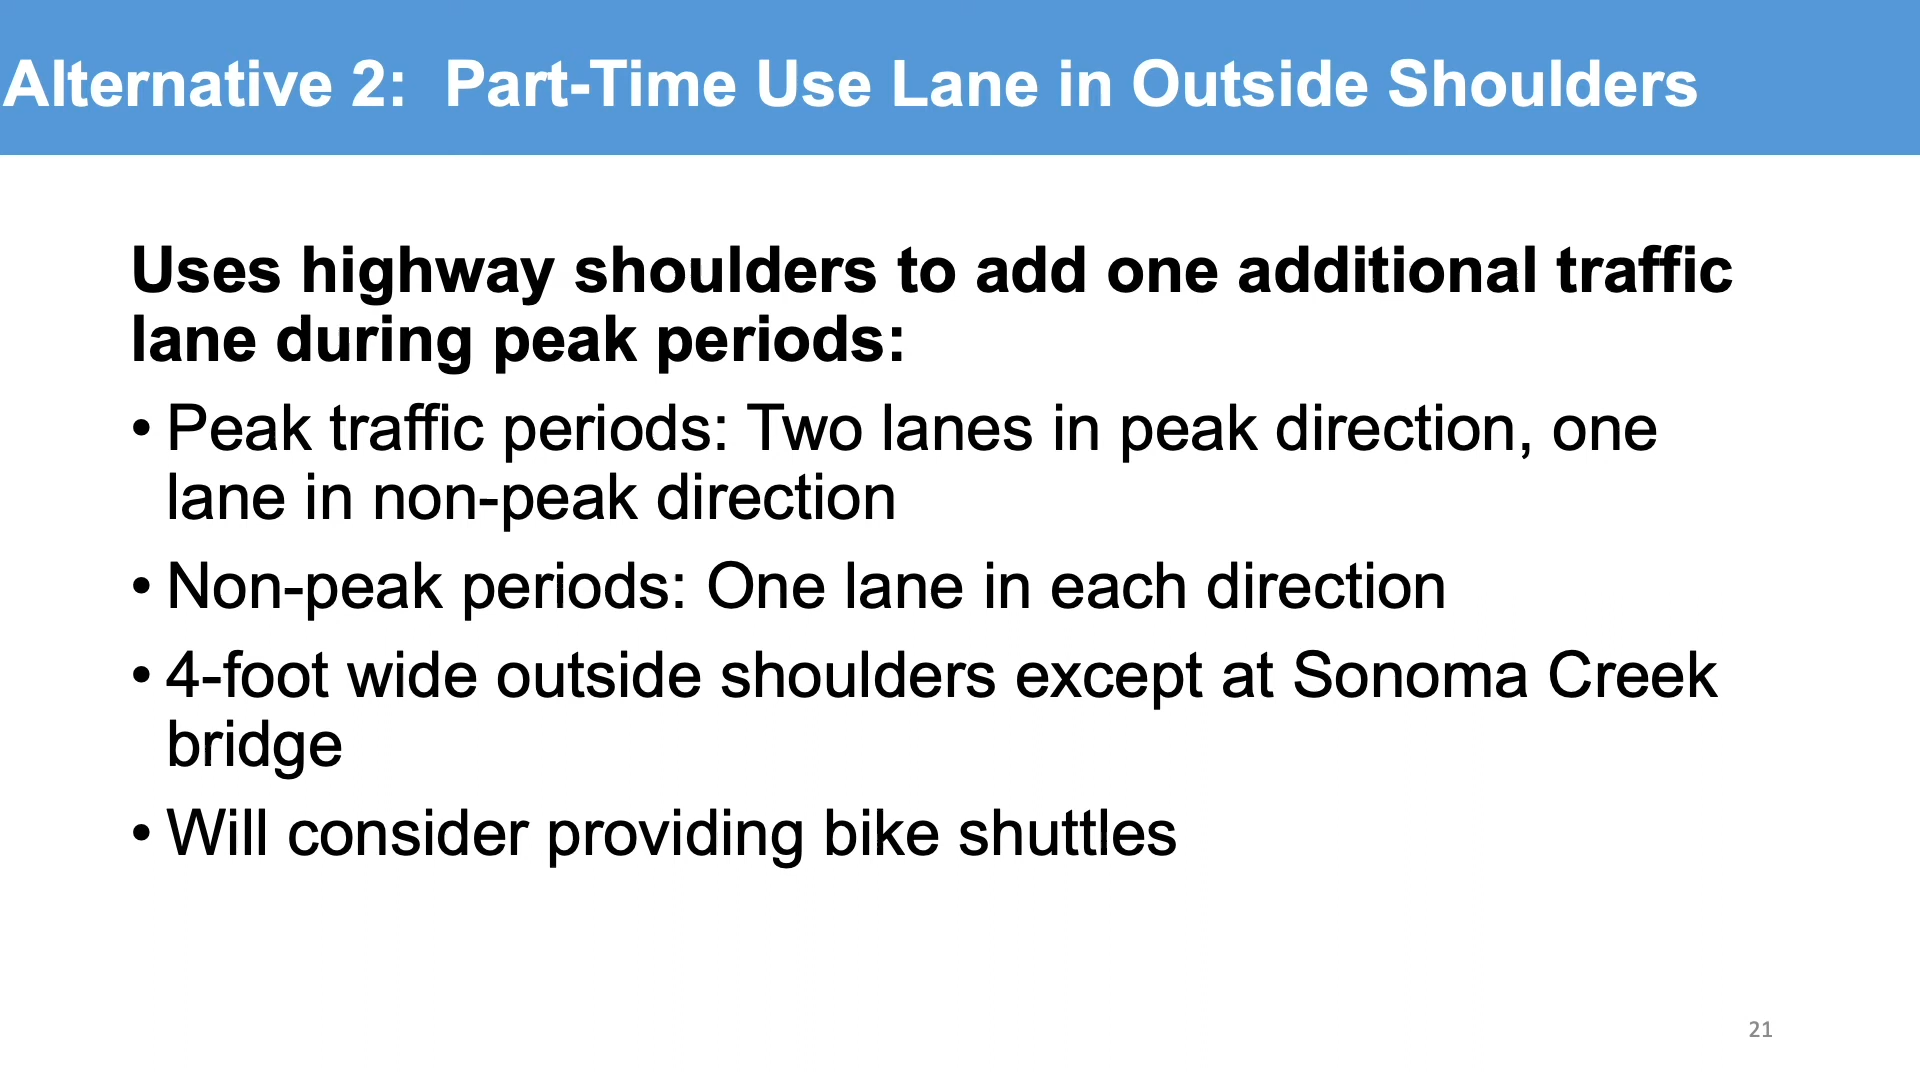 Alternative 2:  Part-Time Use Lane in Outside Shoulders
Uses highway shoulders to add one additional traffic
lane during peak periods:
• Peak traffic periods: Two lanes in peak direction, one
lane in non-peak direction
• Non-peak periods: One lane in each direction
• 4-foot wide outside shoulders except at Sonoma Creek
bridge
• Will consider providing bike shuttles
21